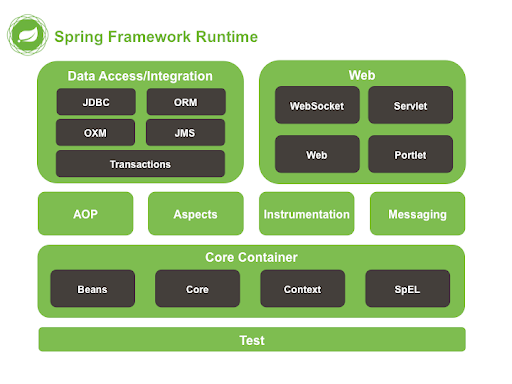 Spring Framework Runtime
Data Access/Integration
JDBC
ORM
OXM
JMS
Transactions
Web
WebSocket
Servlet
Web
Portlet
AOP
Aspects
Instrumentation
Messaging
Core Container
Beans
Core
Context
SpEL
Test